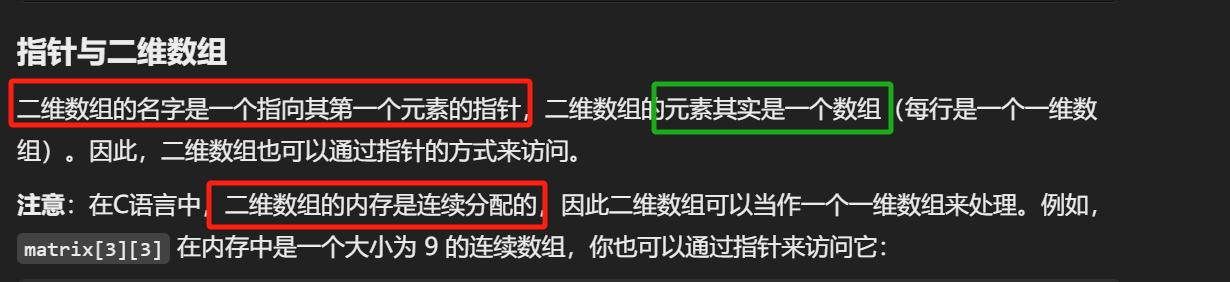 指针与二维数组
二维数组的名字是一个指向其第一个元素的指针，二维数组的元素其实是一个数组（每行是一个一维数
组）。因此，二维数组也可以通过指针的方式来访问。
注意：在C语言中，二维数组的内存是连续分配的，因此二维数组可以当作一个一维数组来处理。例如，
matrix[3][3] 在内存中是一个大小为 9 的连续数组，你也可以通过指针来访问它：